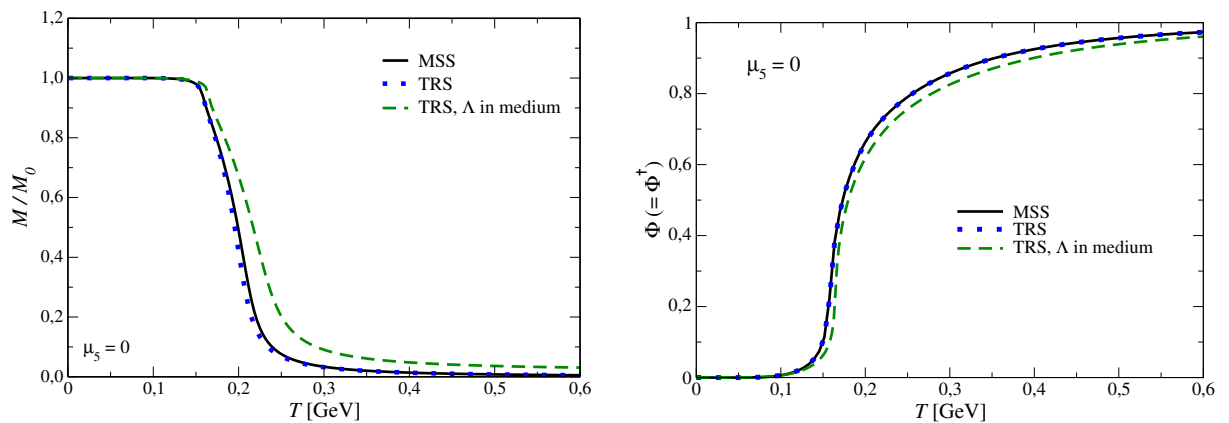 1,2
1,0
0,8
0,6
0,4
0,2
0,0
M / M₀
MSS
TRS
TRS, Λ in medium
μ₅ = 0
0 0,1 0,2 0,3 0,4 0,5 0,6
T [GeV]
1
0,8
0,6
0,4
0,2
0
Φ (= Φ†)
μ₅ = 0
MSS
TRS
TRS, Λ in medium
0 0,1 0,2 0,3 0,4 0,5 0,6
T [GeV]